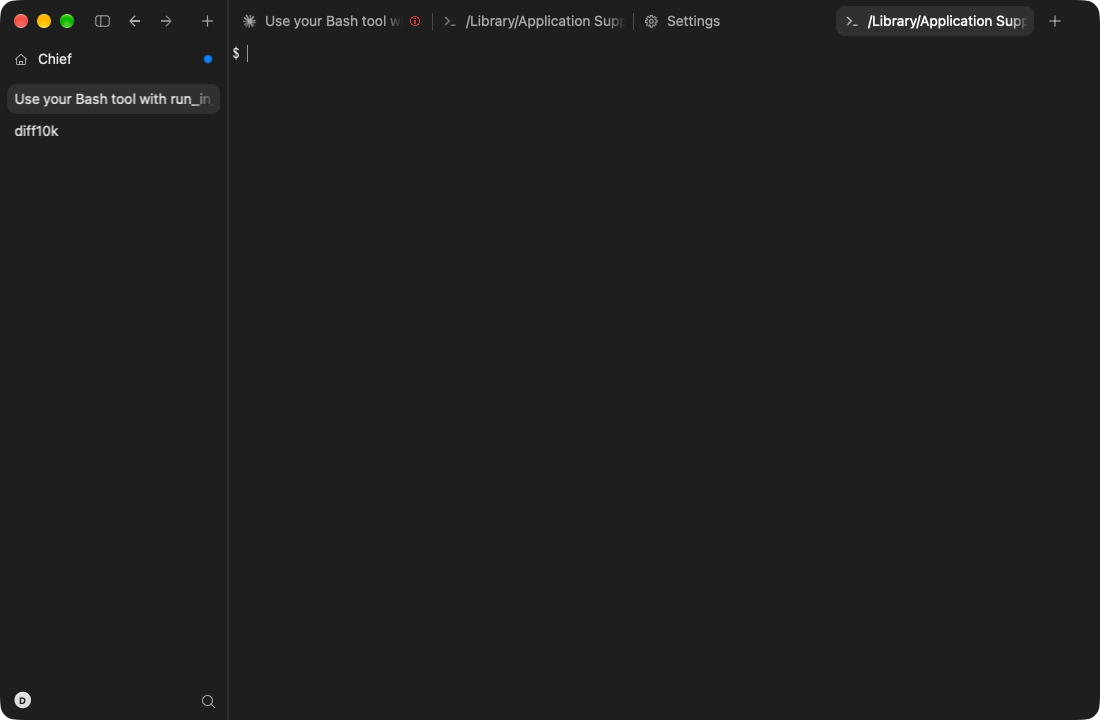 Use your Bash tool w
/Library/Application Supp
Settings
/Library/Application Supp
Chief
Use your Bash tool with run_in_
diff10k
$
D